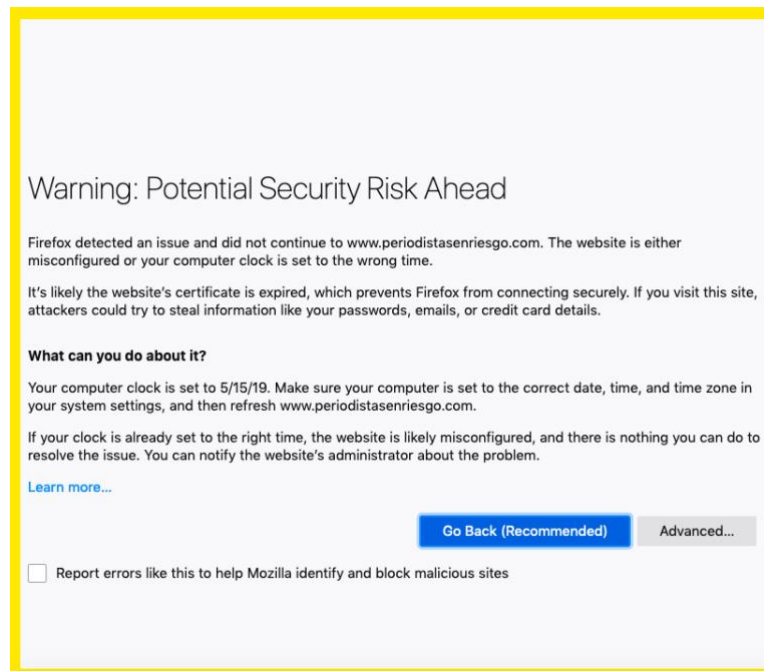 Warning: Potential Security Risk Ahead
Firefox detected an issue and did not continue to www.periodistasenriesgo.com. The website is either
misconfigured or your computer clock is set to the wrong time.
It's likely the website's certificate is expired, which prevents Firefox from connecting securely. If you visit this site,
attackers could try to steal information like your passwords, emails, or credit card details.
What can you do about it?
Your computer clock is set to 5/15/19. Make sure your computer is set to the correct date, time, and time zone in
your system settings, and then refresh www.periodistasenriesgo.com.
If your clock is already set to the right time, the website is likely misconfigured, and there is nothing you can do to
resolve the issue. You can notify the website's administrator about the problem.
Learn more...
Go Back (Recommended) Advanced...
Report errors like this to help Mozilla identify and block malicious sites